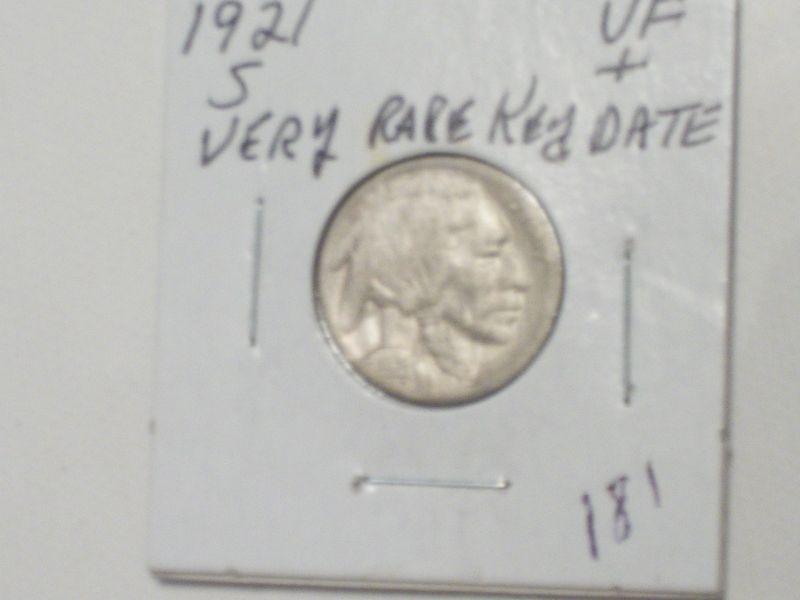 1921 VF
S +
VERY RARE Key DATE
181